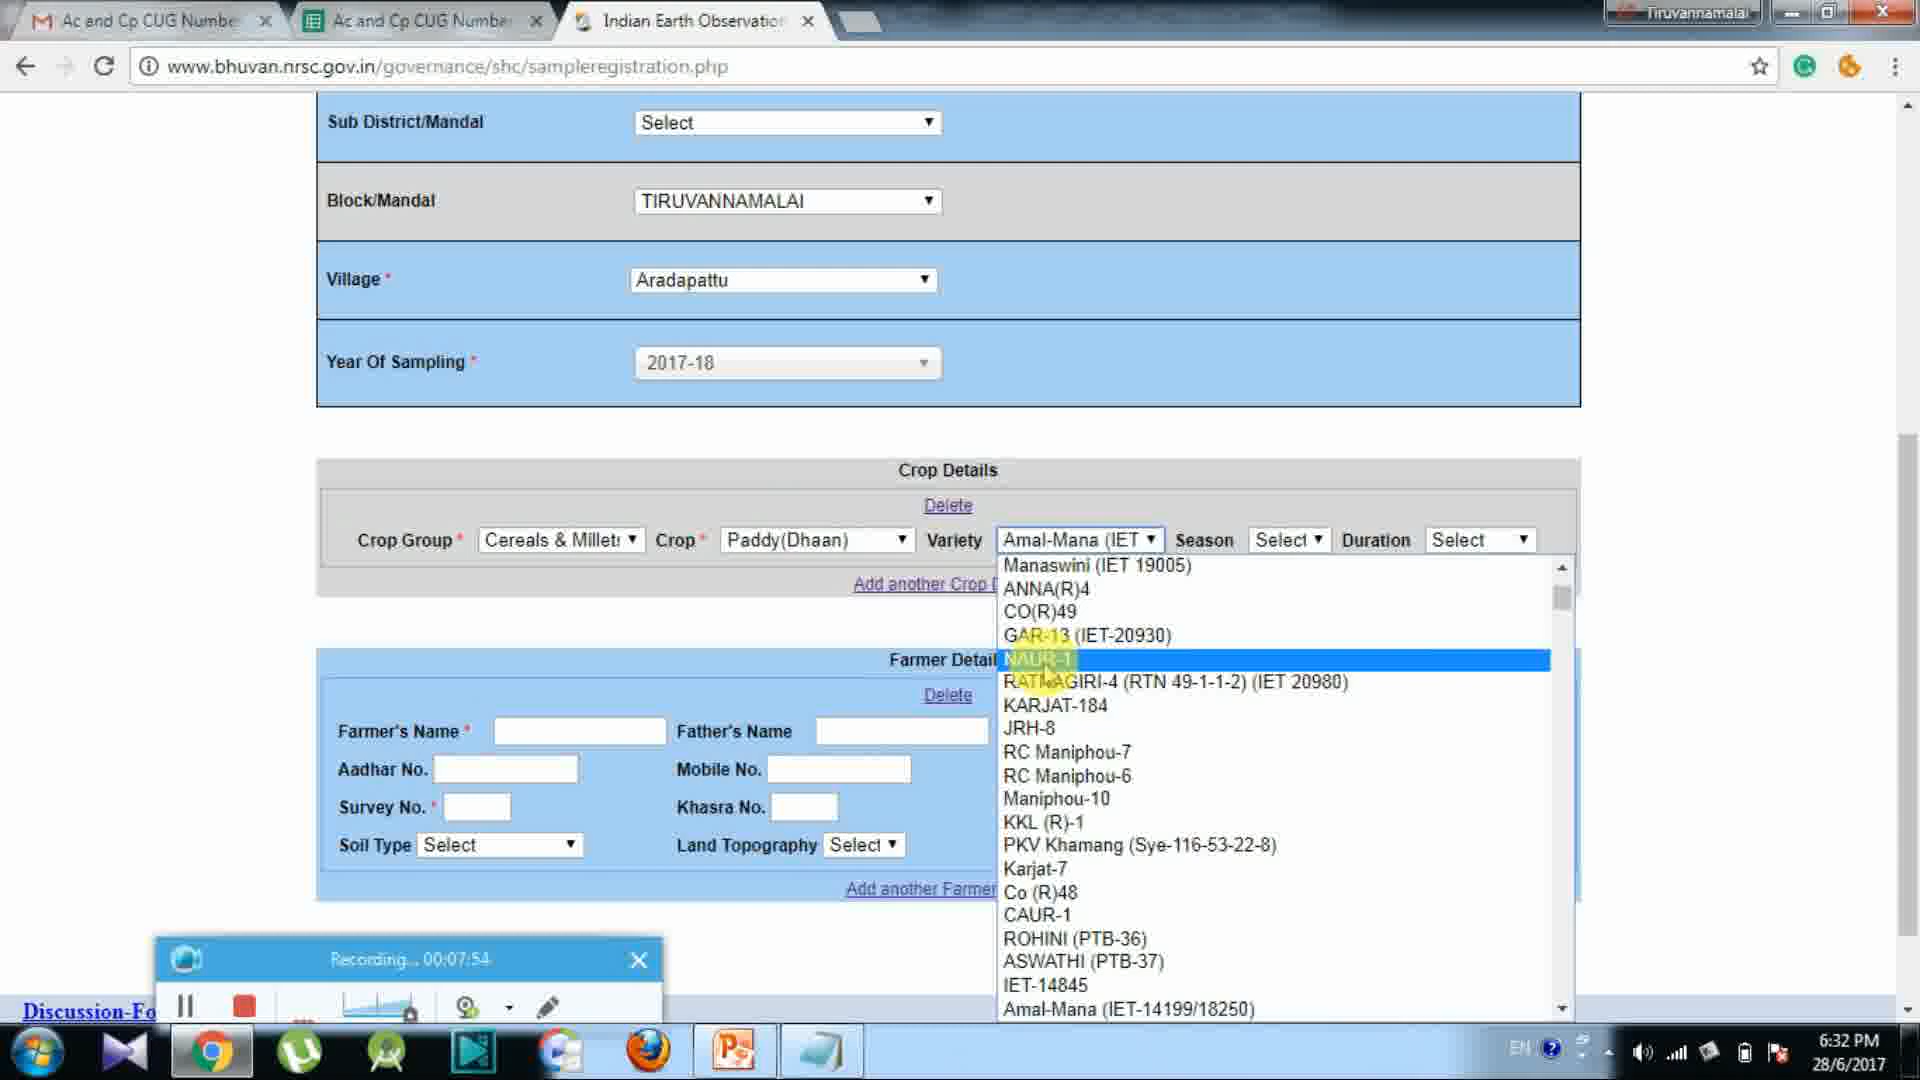 Ac and Cp CUG Number
Ac and Cp CUG Number
Indian Earth Observation
Tiruvannamalai
www.bhuvan.nrsc.gov.in/governance/shc/sampleregistration.php
Sub District/Mandal Select
Block/Mandal TIRUVANNAMALAI
Village * Aradapattu
Year Of Sampling * 2017-18
Crop Details
Delete
Crop Group * Cereals & Millets Crop * Paddy(Dhaan) Variety Amal-Mana (IET Season Select Duration Select
Add another Crop D
Manaswini (IET 19005)
ANNA(R)4
CO(R)49
GAR-13 (IET-20930)
NAUR-1
RATNAGIRI-4 (RTN 49-1-1-2) (IET 20980)
KARJAT-184
JRH-8
RC Maniphou-7
RC Maniphou-6
Maniphou-10
KKL (R)-1
PKV Khamang (Sye-116-53-22-8)
Karjat-7
Co (R)48
CAUR-1
ROHINI (PTB-36)
ASWATHI (PTB-37)
IET-14845
Amal-Mana (IET-14199/18250)
Farmer Detail
Delete
Farmer's Name * Father's Name
Aadhar No. Mobile No.
Survey No. * Khasra No.
Soil Type Select Land Topography Select
Add another Farmer
Recording... 00:07:54
Discussion-Fo
EN
6:32 PM
28/6/2017